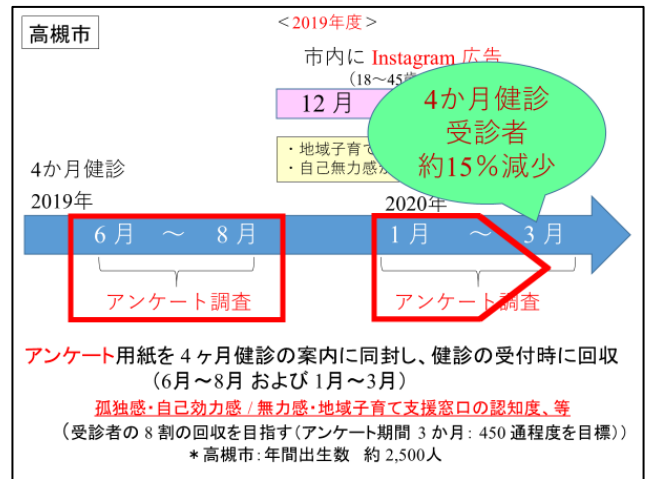 高槻市
<2019年度>
市内に Instagram 広告
(18~45
12 月
4か月健診
受診者
約15%減少
・地域子育て
・自己無力感
4か月健診
2019年
2020年
6 月 ~ 8 月
1 月 ~ 3 月
アンケート調査
アンケート調査
アンケート用紙を4ヶ月健診の案内に同封し、健診の受付時に回収
(6月~8月 および 1月~3月)
孤独感・自己効力感 / 無力感・地域子育て支援窓口の認知度、等
(受診者の 8 割の回収を目指す(アンケート期間 3 か月: 450 通程度を目標))
*高槻市:年間出生数 約 2,500人